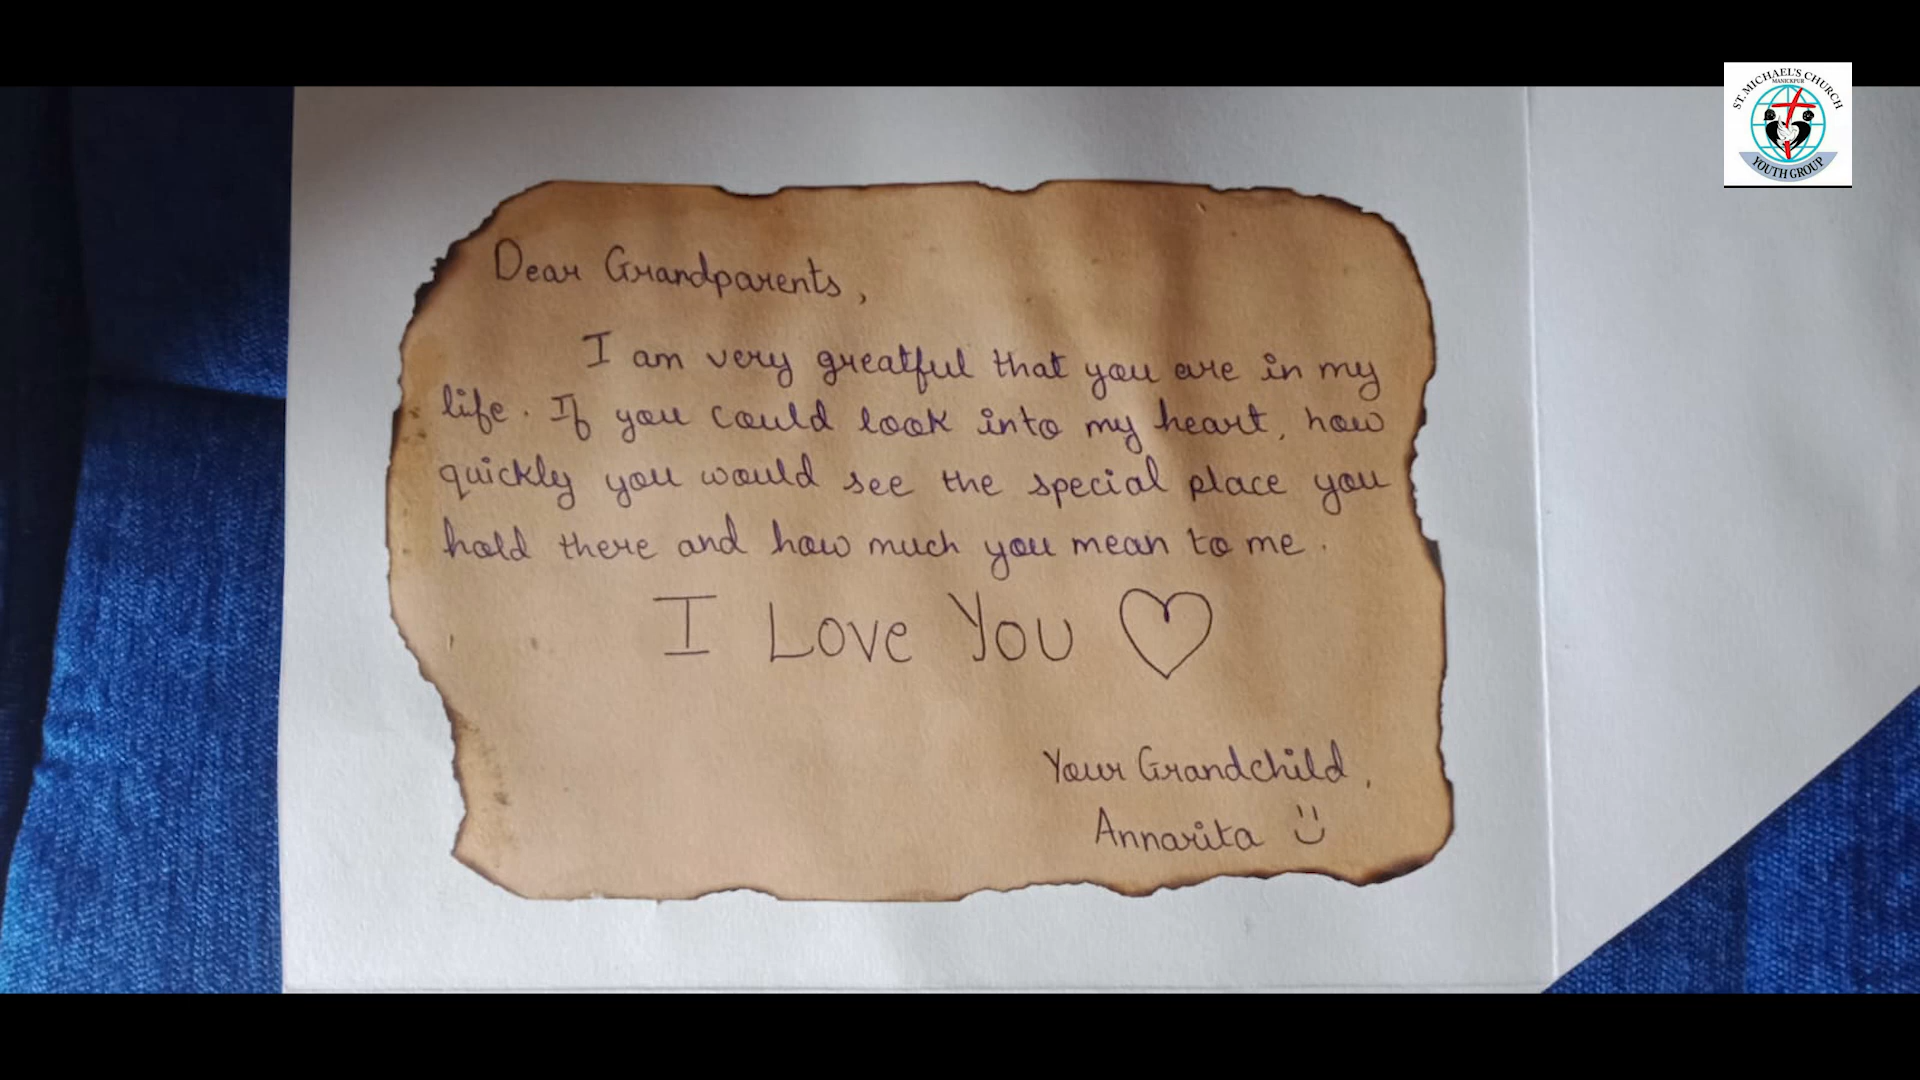 ST. MICHAEL'S CHURCH
MANICKPUR
YOUTH GROUP
Dear Grandparents,
I am very greatful that you are in my
life. If you could look into my heart, how
quickly you would see the special place you
hold there and how much you mean to me.
I Love You ♡
Your Grandchild,
Annarita